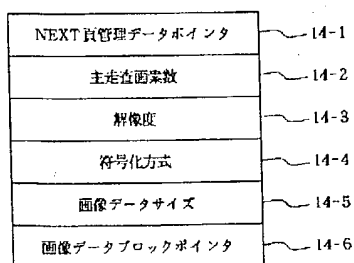 NEXT頁管理データポインタ 14-1
主走査画素数 14-2
解像度 14-3
符号化方式 14-4
画像データサイズ 14-5
画像データブロックポインタ 14-6